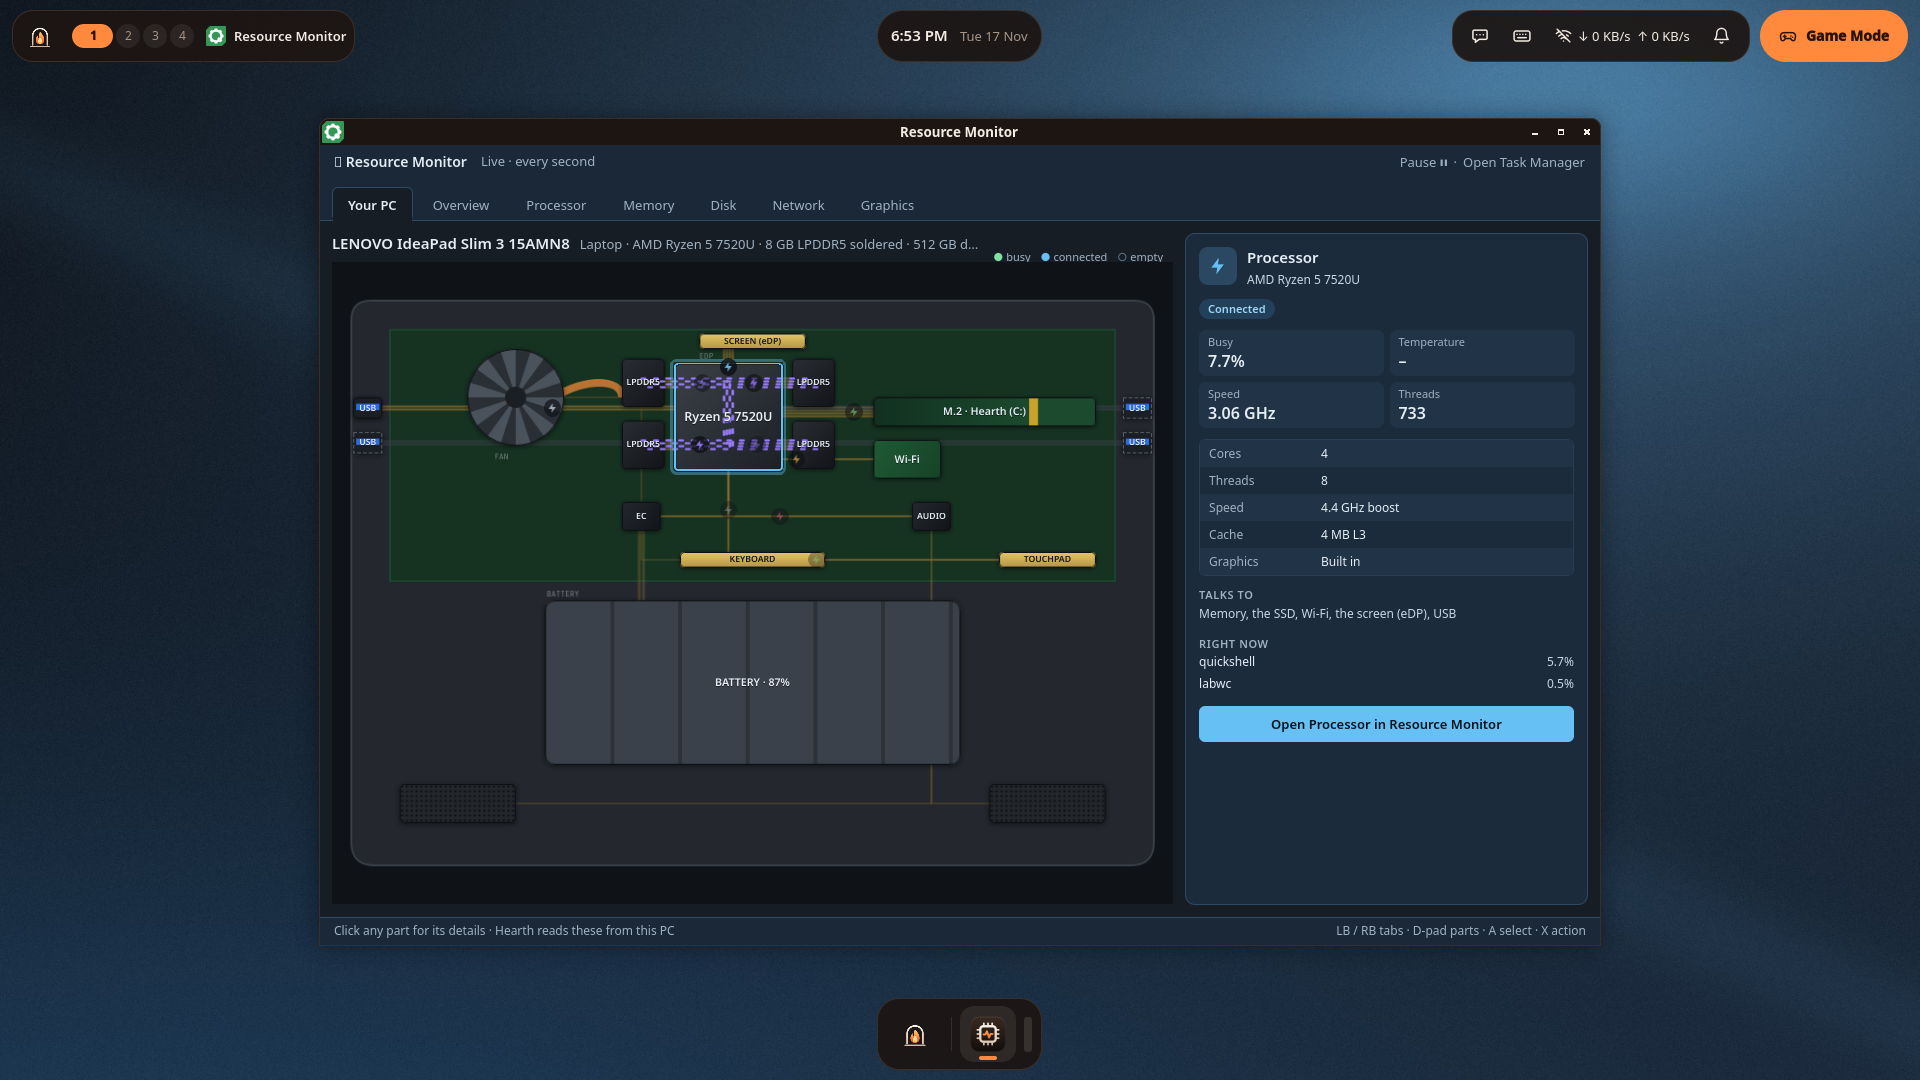 1 2 3 4 Resource Monitor
6:53 PM Tue 17 Nov
↓ 0 KB/s ↑ 0 KB/s
Game Mode
Resource Monitor
Resource Monitor Live · every second
Pause · Open Task Manager
Your PC Overview Processor Memory Disk Network Graphics
LENOVO IdeaPad Slim 3 15AMN8 Laptop · AMD Ryzen 5 7520U · 8 GB LPDDR5 soldered · 512 GB d…
busy connected empty
SCREEN (eDP)
EDP
LPDDR5 LPDDR5
USB USB
M.2 · Hearth (C:)
Ryzen 5 7520U
USB USB
LPDDR5 LPDDR5
FAN
Wi-Fi
EC AUDIO
KEYBOARD TOUCHPAD
BATTERY
BATTERY · 87%
Processor
AMD Ryzen 5 7520U
Connected
Busy Temperature
7.7% –
Speed Threads
3.06 GHz 733
Cores 4
Threads 8
Speed 4.4 GHz boost
Cache 4 MB L3
Graphics Built in
TALKS TO
Memory, the SSD, Wi-Fi, the screen (eDP), USB
RIGHT NOW
quickshell 5.7%
labwc 0.5%
Open Processor in Resource Monitor
Click any part for its details · Hearth reads these from this PC
LB / RB tabs · D-pad parts · A select · X action